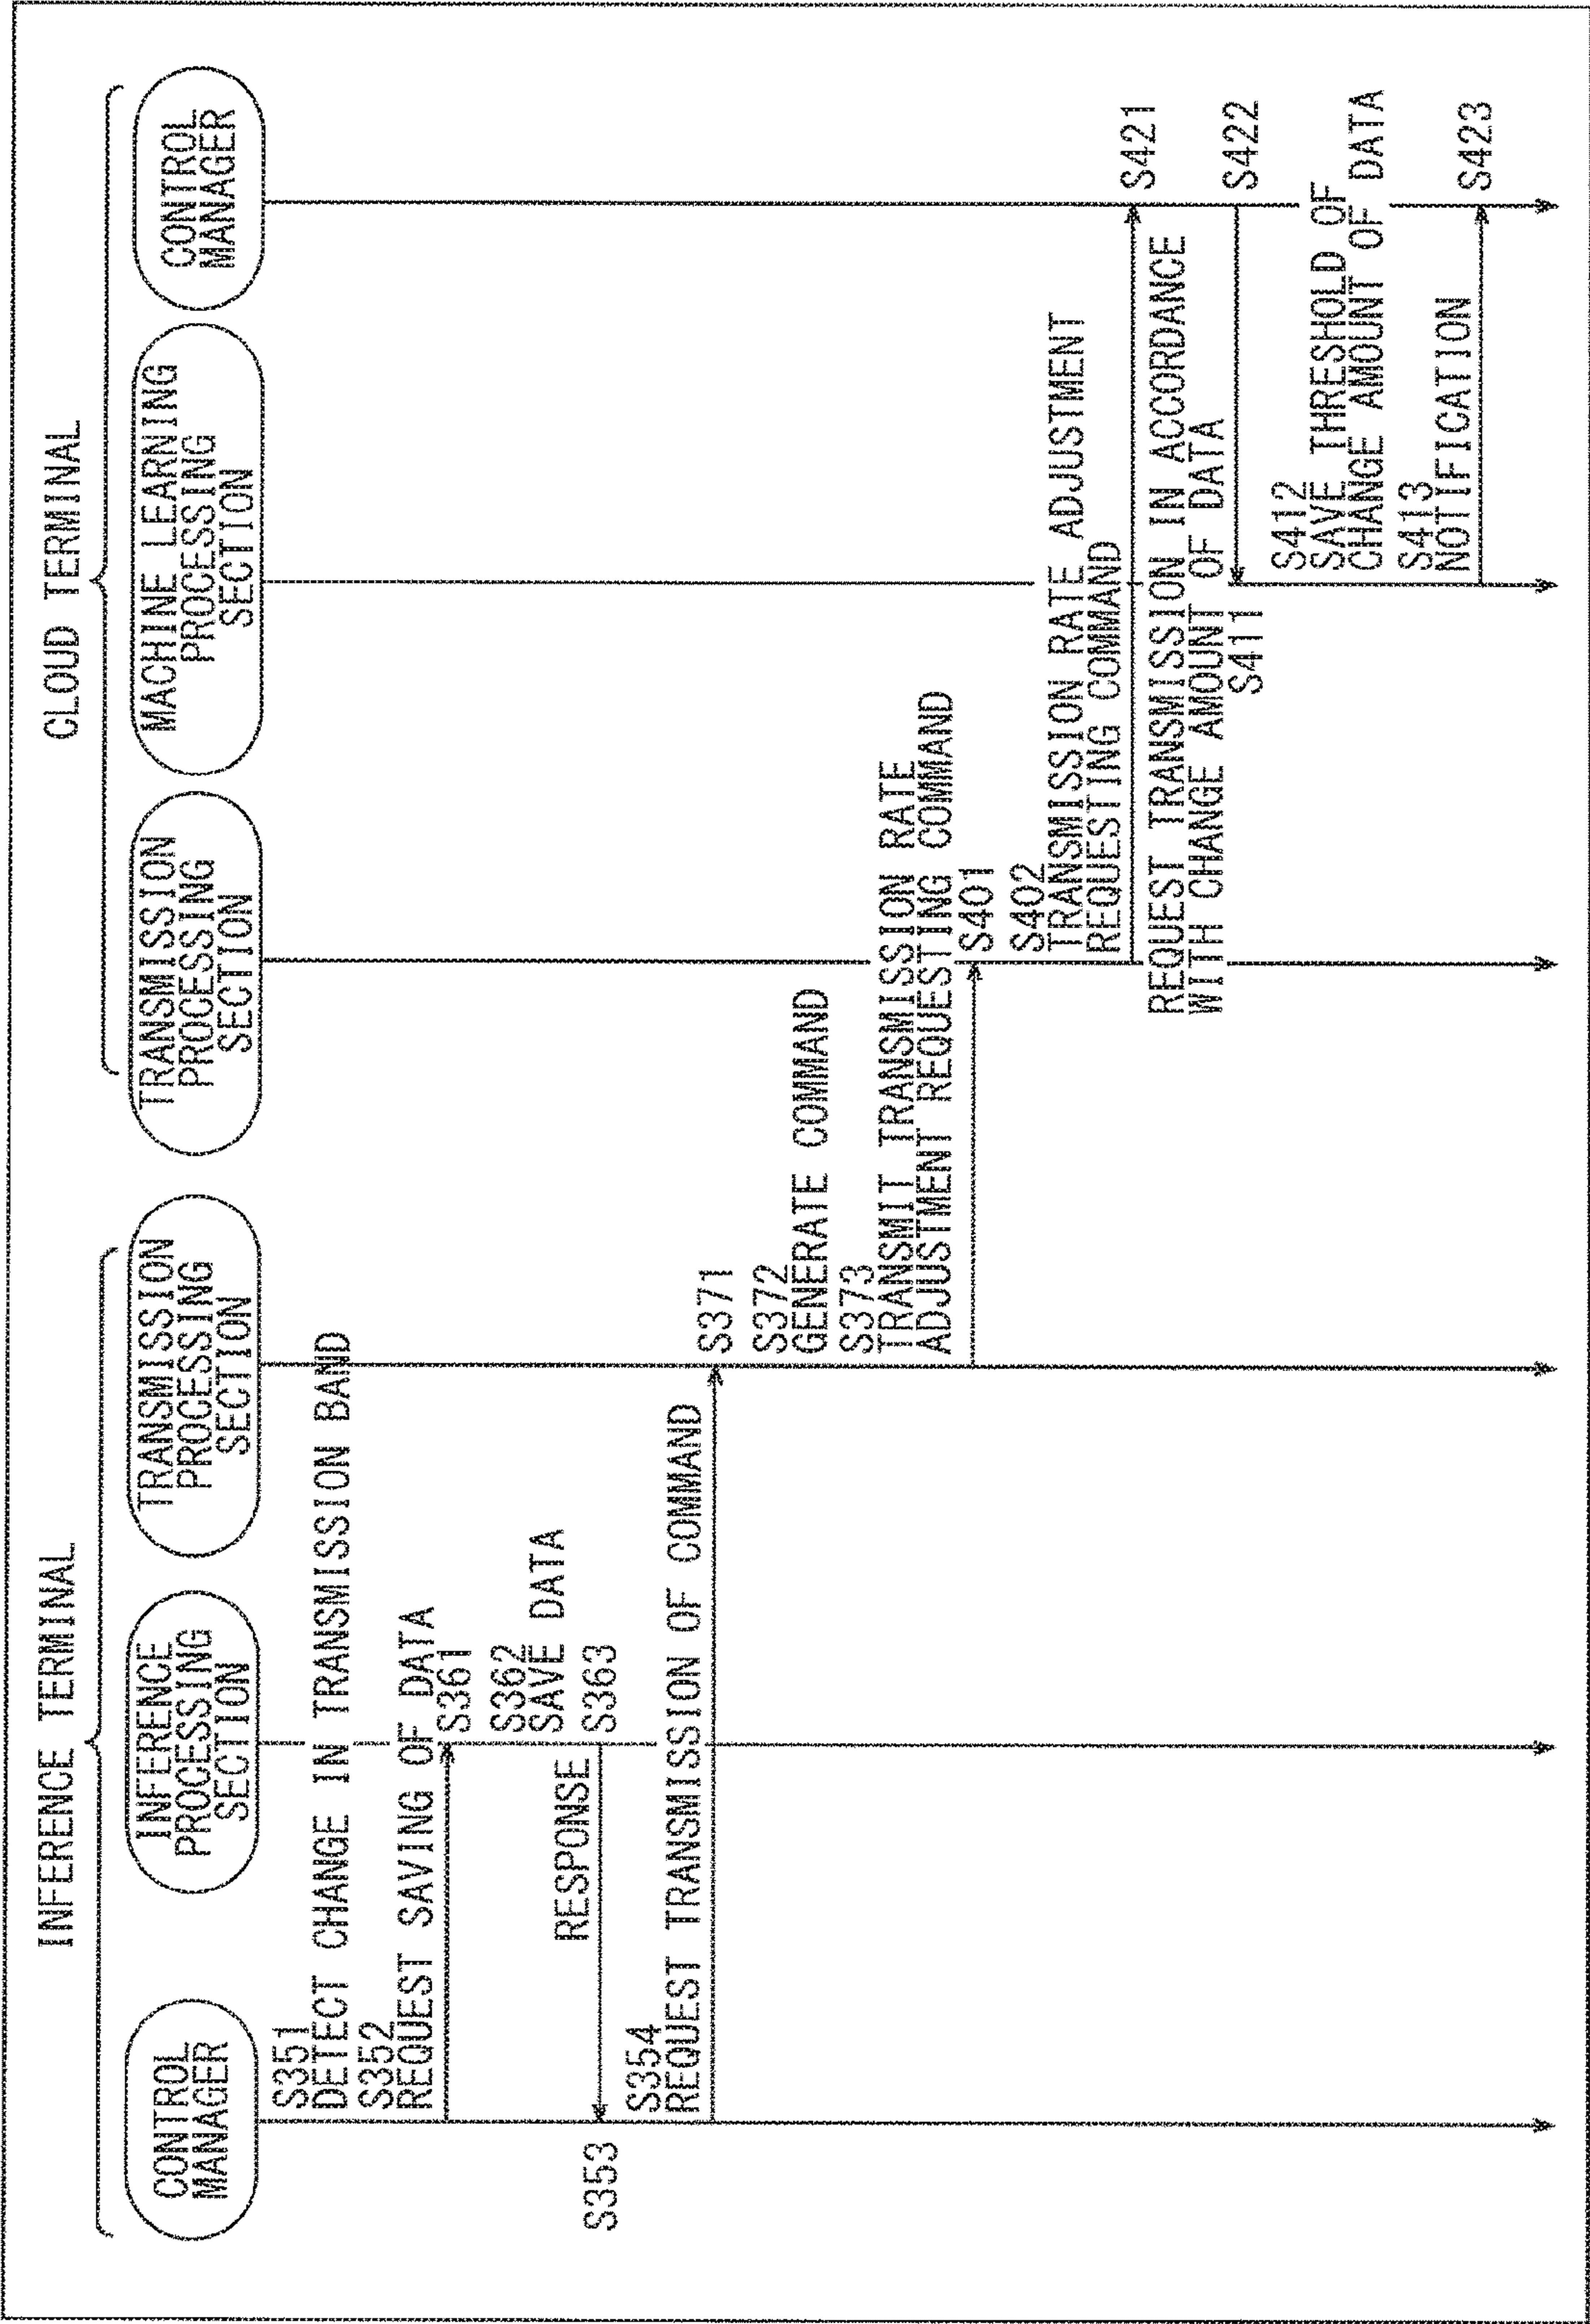 INFERENCE TERMINAL
CLOUD TERMINAL
CONTROL
MANAGER
INFERENCE
PROCESSING
SECTION
TRANSMISSION
PROCESSING
SECTION
TRANSMISSION
PROCESSING
SECTION
MACHINE LEARNING
PROCESSING
SECTION
CONTROL
MANAGER
S351
DETECT CHANGE IN TRANSMISSION BAND
S352
REQUEST SAVING OF DATA
S361
S362
SAVE DATA
S363
RESPONSE
S353
S354
REQUEST TRANSMISSION OF COMMAND
S371
S372
GENERATE COMMAND
S373
TRANSMIT TRANSMISSION RATE
ADJUSTMENT REQUESTING COMMAND
S401
S402
TRANSMISSION RATE ADJUSTMENT
REQUESTING COMMAND
S421
REQUEST TRANSMISSION IN ACCORDANCE
WITH CHANGE AMOUNT OF DATA
S422
S411
S412
SAVE THRESHOLD OF
CHANGE AMOUNT OF DATA
S413
NOTIFICATION
S423